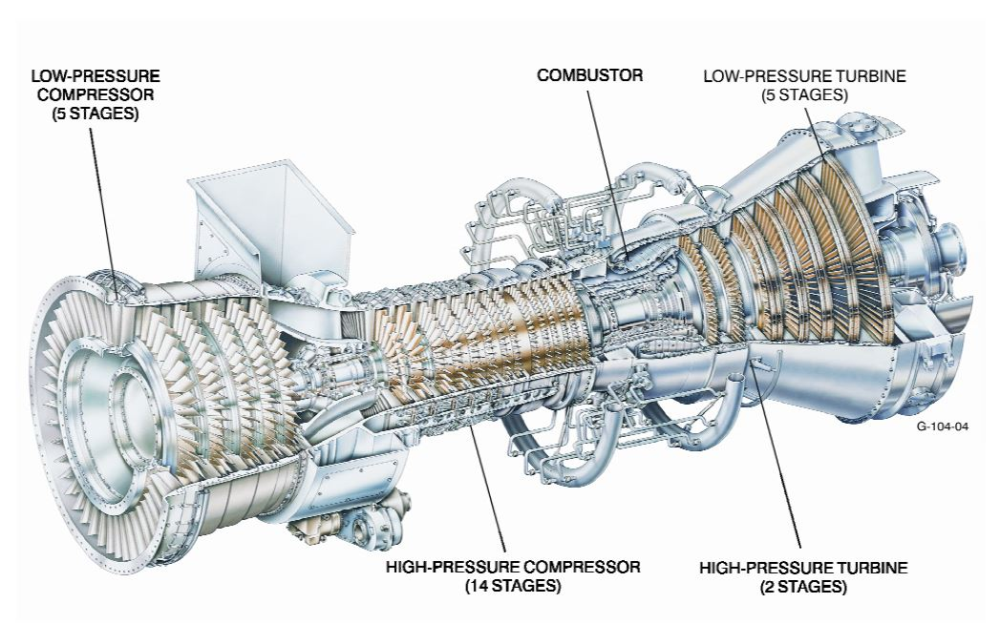 LOW-PRESSURE
COMPRESSOR
(5 STAGES)
COMBUSTOR
LOW-PRESSURE TURBINE
(5 STAGES)
G-104-04
HIGH-PRESSURE COMPRESSOR
(14 STAGES)
HIGH-PRESSURE TURBINE
(2 STAGES)